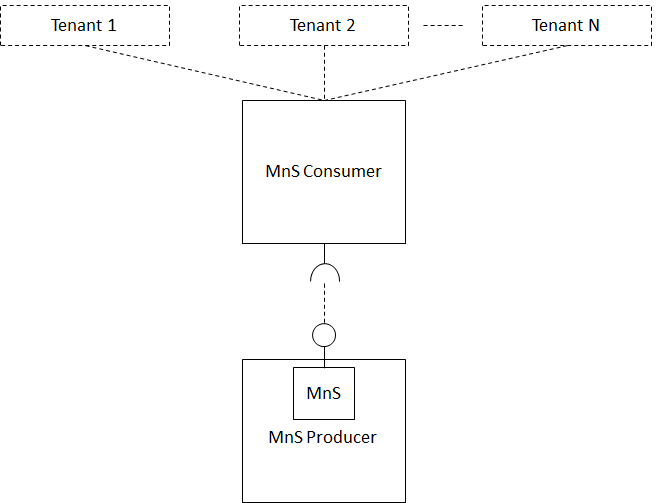 Tenant 1
Tenant 2
Tenant N
MnS Consumer
MnS
MnS Producer